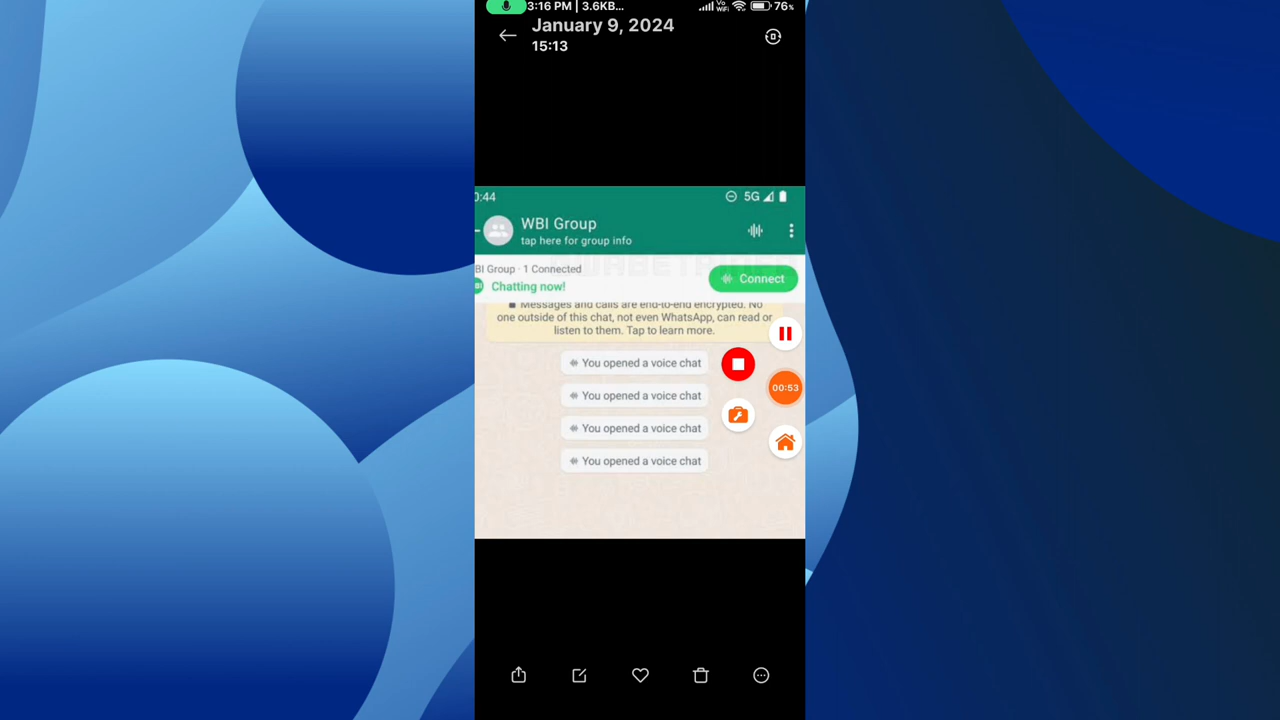 3:16 PM | 3.6KB...
Vo
WiFi
76%
January 9, 2024
15:13
0:44
5G
WBI Group
tap here for group info
BI Group · 1 Connected
Chatting now!
Connect
Messages and calls are end-to-end encrypted. No
one outside of this chat, not even WhatsApp, can read or
listen to them. Tap to learn more.
You opened a voice chat
You opened a voice chat
You opened a voice chat
You opened a voice chat
00:53